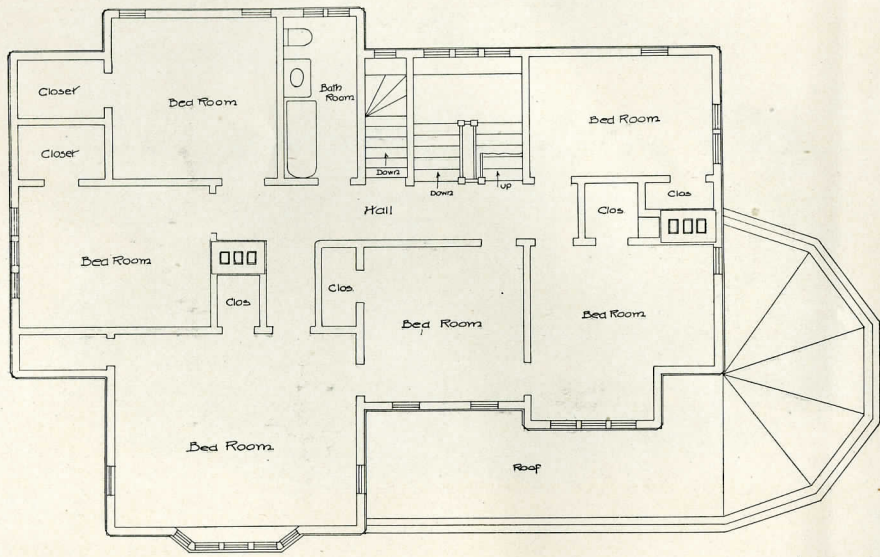 Closet
Bed Room
Bath
Room
Bed Room
Closet
Down
Down
UP
Clos.
Clos
Hall
Bed Room
Clos
Clos.
Bed Room
Bed Room
Bed Room
Roof